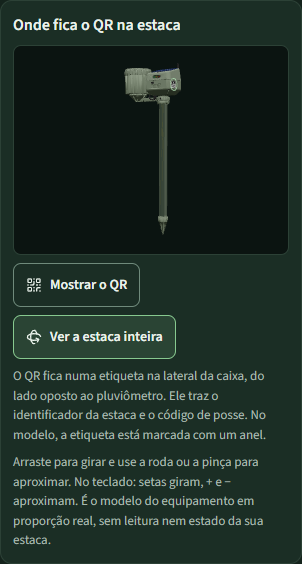 Onde fica o QR na estaca
Mostrar o QR
Ver a estaca inteira
O QR fica numa etiqueta na lateral da caixa, do
lado oposto ao pluviômetro. Ele traz o
identificador da estaca e o código de posse. No
modelo, a etiqueta está marcada com um anel.
Arraste para girar e use a roda ou a pinça para
aproximar. No teclado: setas giram, + e −
aproximam. É o modelo do equipamento em
proporção real, sem leitura nem estado da sua
estaca.